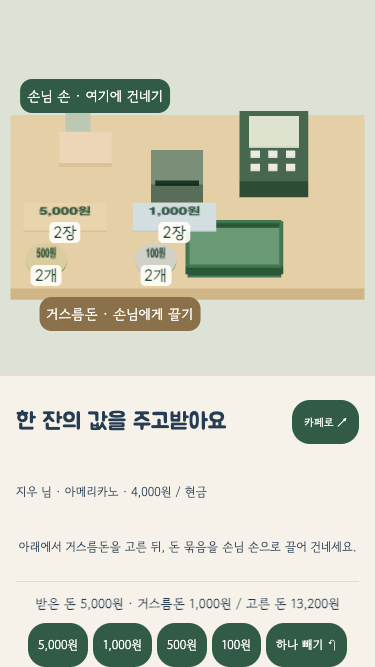 손님 손 · 여기에 건네기
5,000원
1,000원
2장
2장
500원
100원
2개
2개
거스름돈 · 손님에게 끌기
한 잔의 값을 주고받아요
카페로 ↗
지우 님 · 아메리카노 · 4,000원 / 현금
아래에서 거스름돈을 고른 뒤, 돈 묶음을 손님 손으로 끌어 건네세요.
받은 돈 5,000원 · 거스름돈 1,000원 / 고른 돈 13,200원
5,000원
1,000원
500원
100원
하나 빼기 ↰